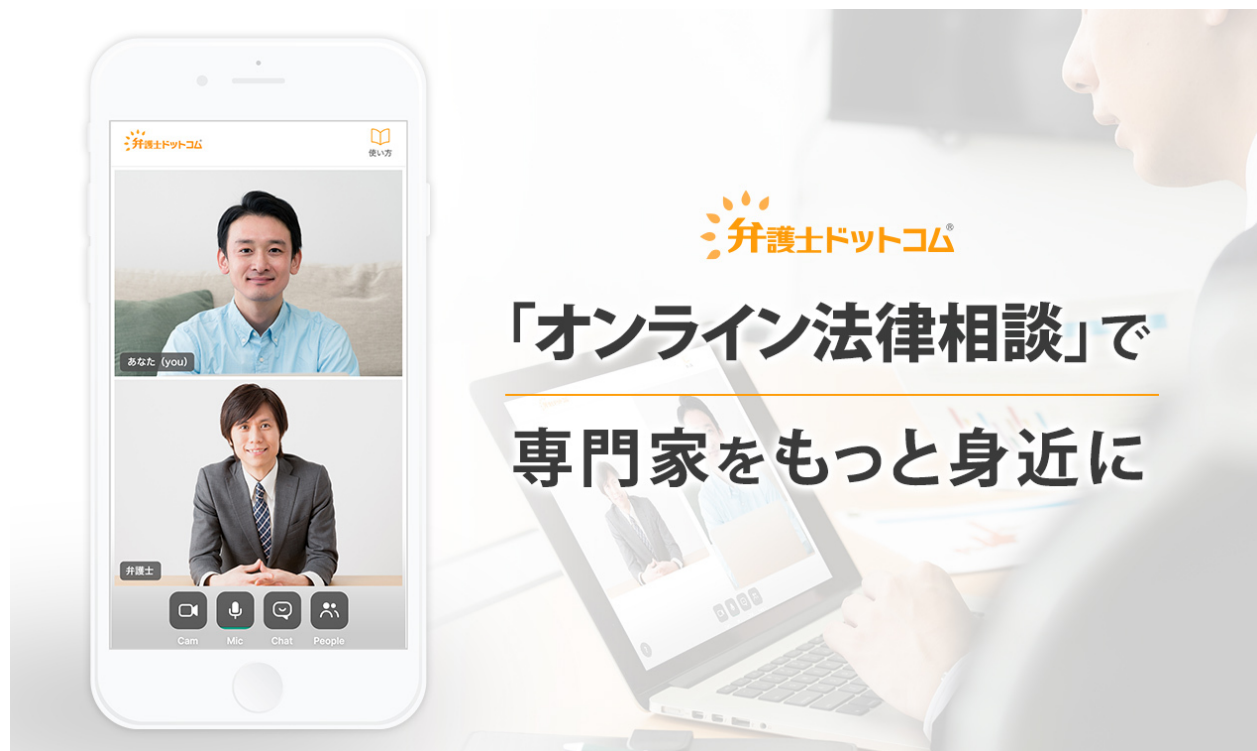 弁護士ドットコム
使い方
あなた（you）
弁護士
Cam Mic Chat People
弁護士ドットコム®
「オンライン法律相談」で
専門家をもっと身近に